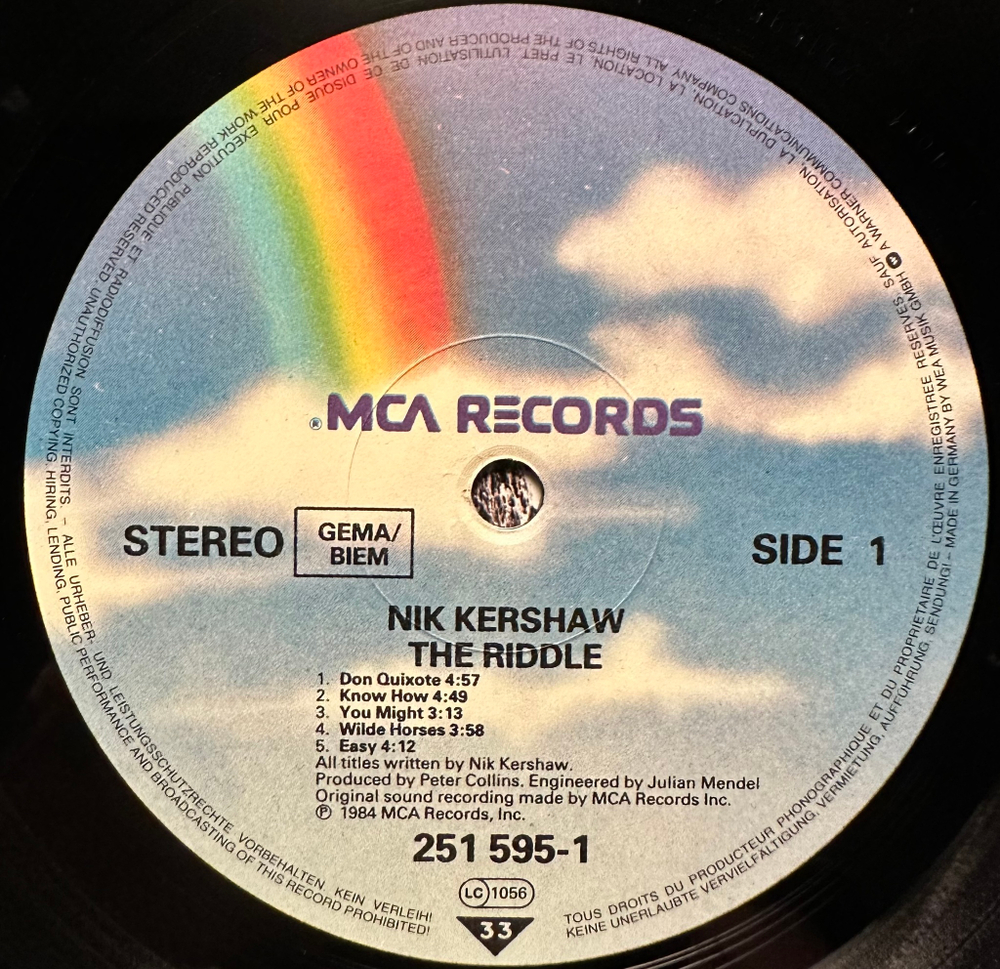 ®MCA RECORDS
STEREO
GEMA/
BIEM
SIDE 1
NIK KERSHAW
THE RIDDLE
1. Don Quixote 4:57
2. Know How 4:49
3. You Might 3:13
4. Wilde Horses 3:58
5. Easy 4:12
All titles written by Nik Kershaw.
Produced by Peter Collins. Engineered by Julian Mendel
Original sound recording made by MCA Records Inc.
℗ 1984 MCA Records, Inc.
251 595-1
LC 1056
33
TOUS DROITS DU PRODUCTEUR PHONOGRAPHIQUE ET DU PROPRIETAIRE DE L'ŒUVRE ENREGISTREE RESERVES. SAUF AUTORISATION, LA DUPLICATION, LA LOCATION, LE PRET, L'UTILISATION DE CE DISQUE POUR EXECUTION PUBLIQUE ET RADIODIFFUSION SONT INTERDITS. – ALLE URHEBER- UND LEISTUNGSSCHUTZRECHTE VORBEHALTEN. KEIN VERLEIH!
KEINE UNERLAUBTE VERVIELFÄLTIGUNG, VERMIETUNG, AUFFÜHRUNG, SENDUNG! – MADE IN GERMANY BY WEA MUSIK GMBH A WARNER COMMUNICATIONS COMPANY ALL RIGHTS OF THE PRODUCER AND OF THE OWNER OF THE WORK REPRODUCED RESERVED. UNAUTHORIZED COPYING, HIRING, LENDING, PUBLIC PERFORMANCE AND BROADCASTING OF THIS RECORD PROHIBITED!